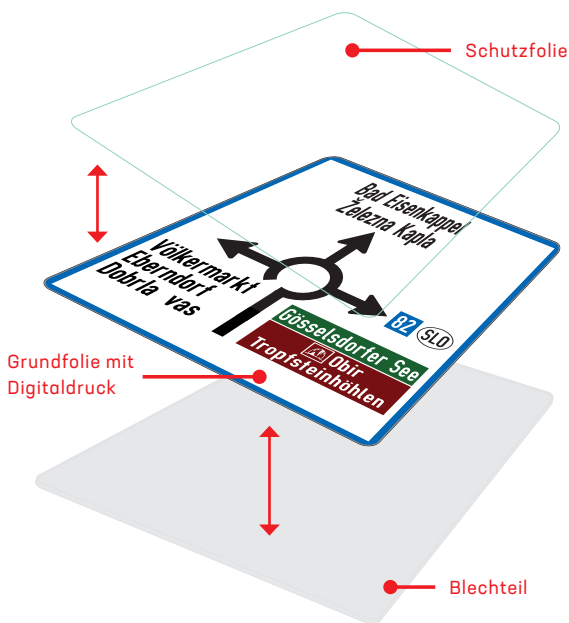 Schutzfolie
Bad Eisenkappel
Železna Kapla
Völkermarkt
Eberndorf
Dobrla vas
82
SLO
Gösselsdorfer See
Obir
Tropfsteinhöhlen
Grundfolie mit
Digitaldruck
Blechteil